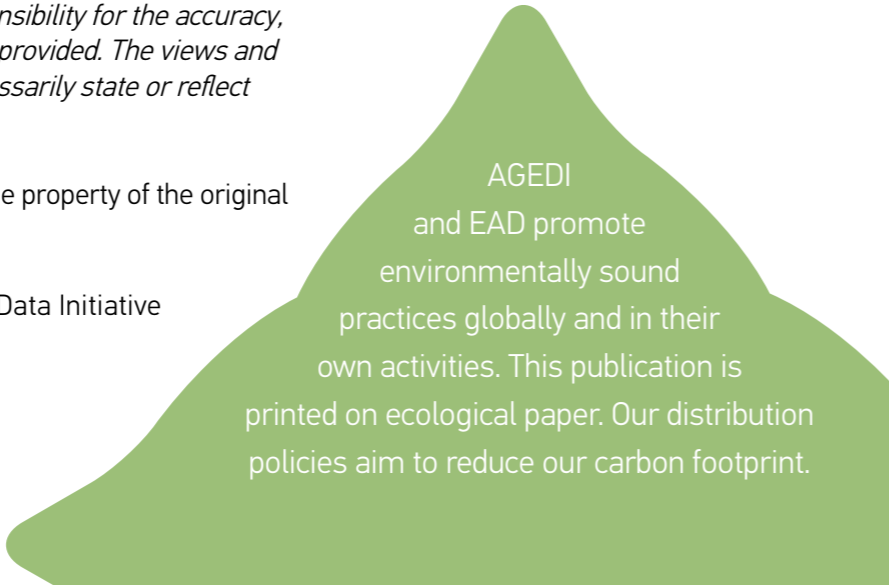 nsibility for the accuracy,
provided. The views and
ssarily state or reflect
e property of the original
Data Initiative
AGEDI
and EAD promote
environmentally sound
practices globally and in their
own activities. This publication is
printed on ecological paper. Our distribution
policies aim to reduce our carbon footprint.